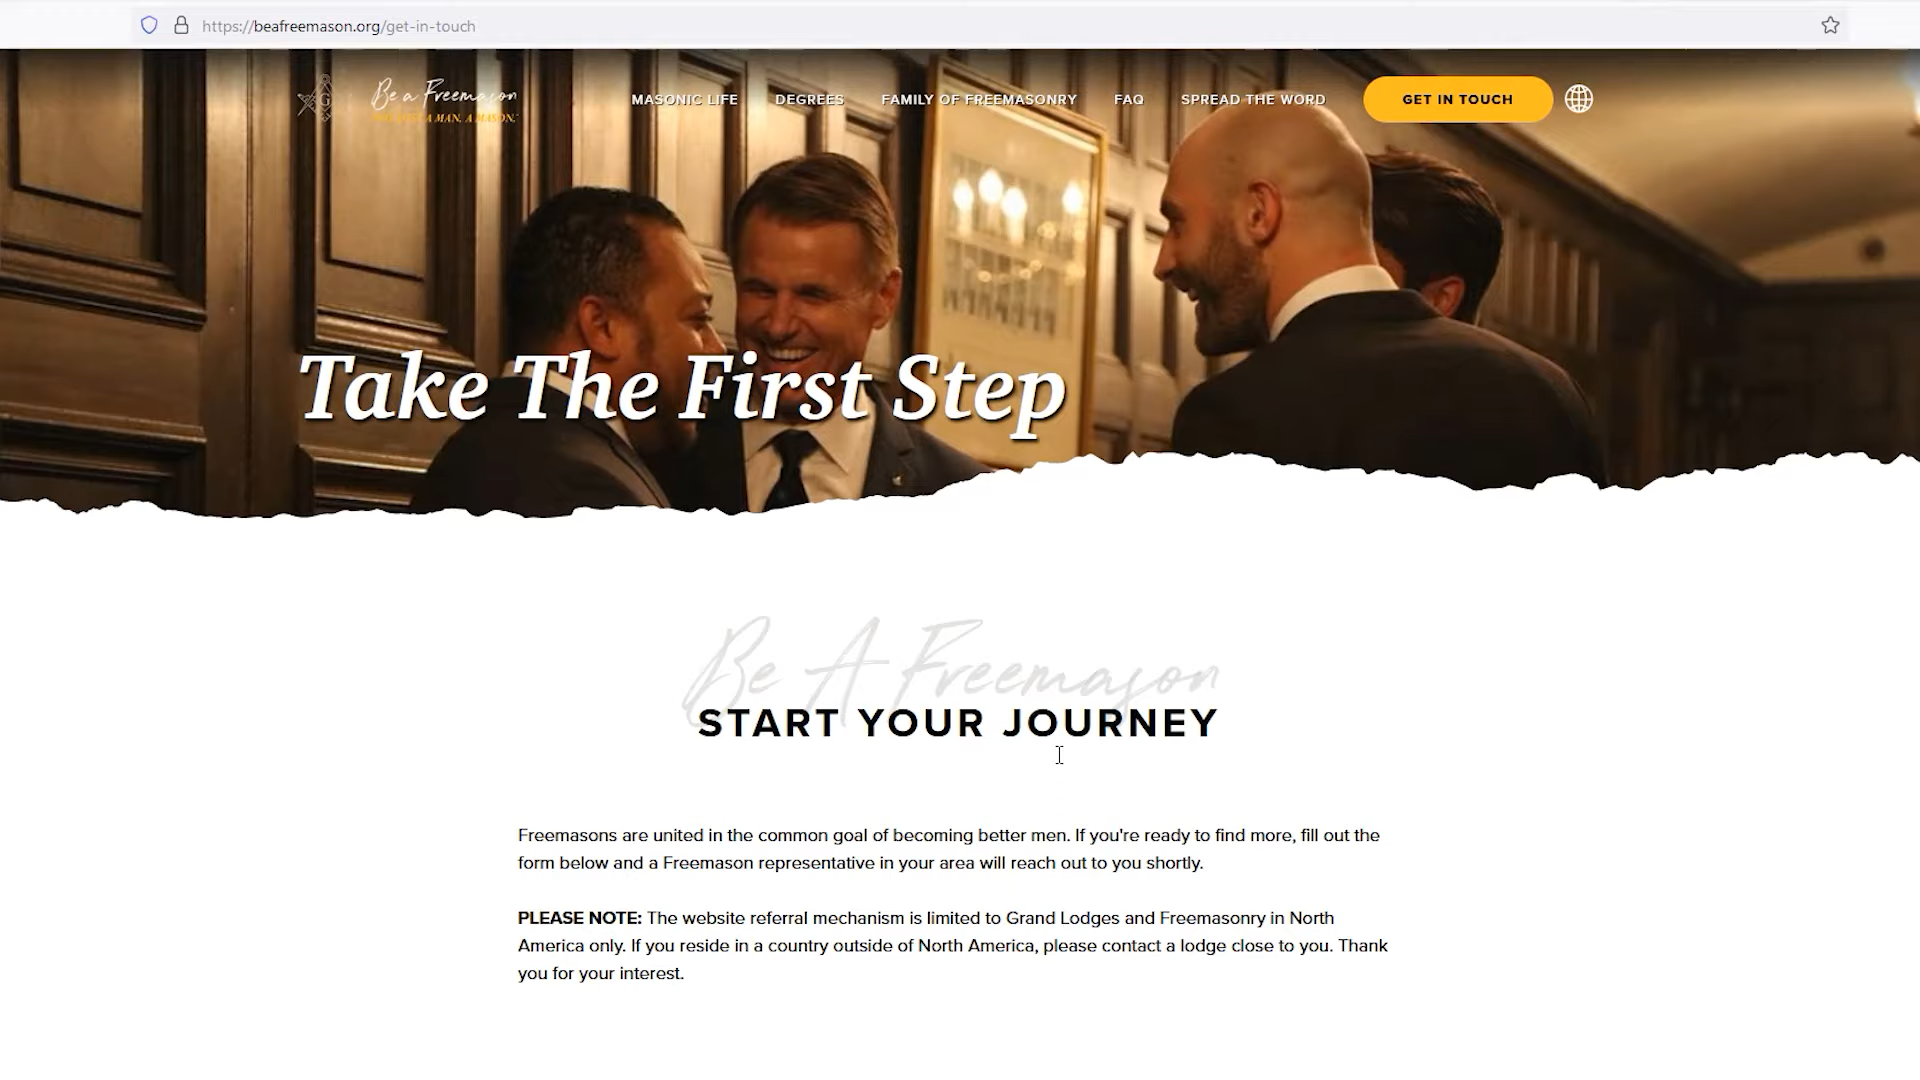 https://beafreemason.org/get-in-touch
Be a Freemason
A MAN. A MASON.
MASONIC LIFE
DEGREES
FAMILY OF FREEMASONRY
FAQ
SPREAD THE WORD
GET IN TOUCH
G
Take The First Step
Be A Freemason
START YOUR JOURNEY
Freemasons are united in the common goal of becoming better men. If you're ready to find more, fill out the
form below and a Freemason representative in your area will reach out to you shortly.
PLEASE NOTE: The website referral mechanism is limited to Grand Lodges and Freemasonry in North
America only. If you reside in a country outside of North America, please contact a lodge close to you. Thank
you for your interest.